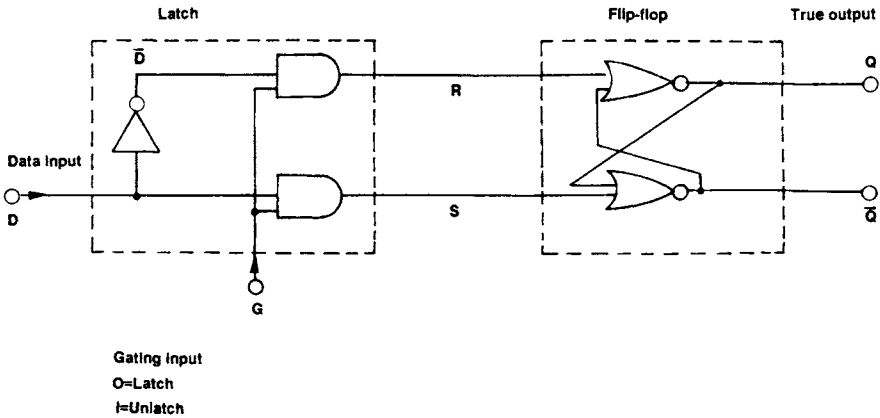 Latch
Flip-flop
True output
D̅
Q
R
Data input
D
S
Q̅
G
Gating input
O=Latch
I=Unlatch